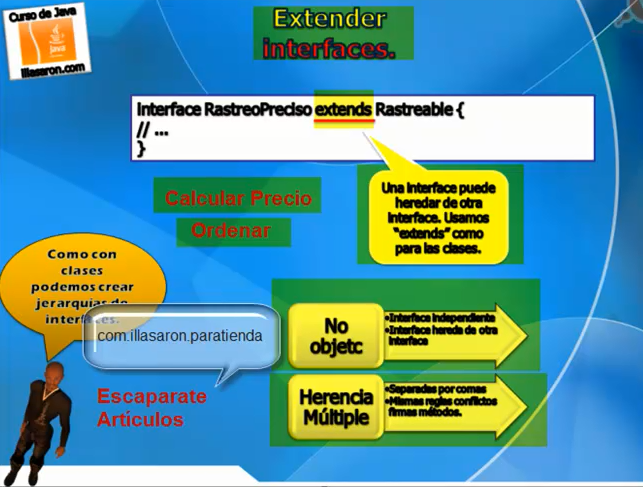 Curso de Java
java
illasaron.com
Extender
interfaces.
interface RastreoPreciso extends Rastreable {
// ...
}
Una interface puede
heredar de otra
interface. Usamos
"extends" como
para las clases.
Calcular Precio
Ordenar
Como con
clases
podemos crear
jerarquias de
interfaces.
com.illasaron.paratienda
No
objetc
•Interface independiente
•Interface hereda de otra
interface
Escaparate
Articulos
Herencia
Múltiple
•Separadas por comas
•Mismas reglas conflictos
firmas métodos.